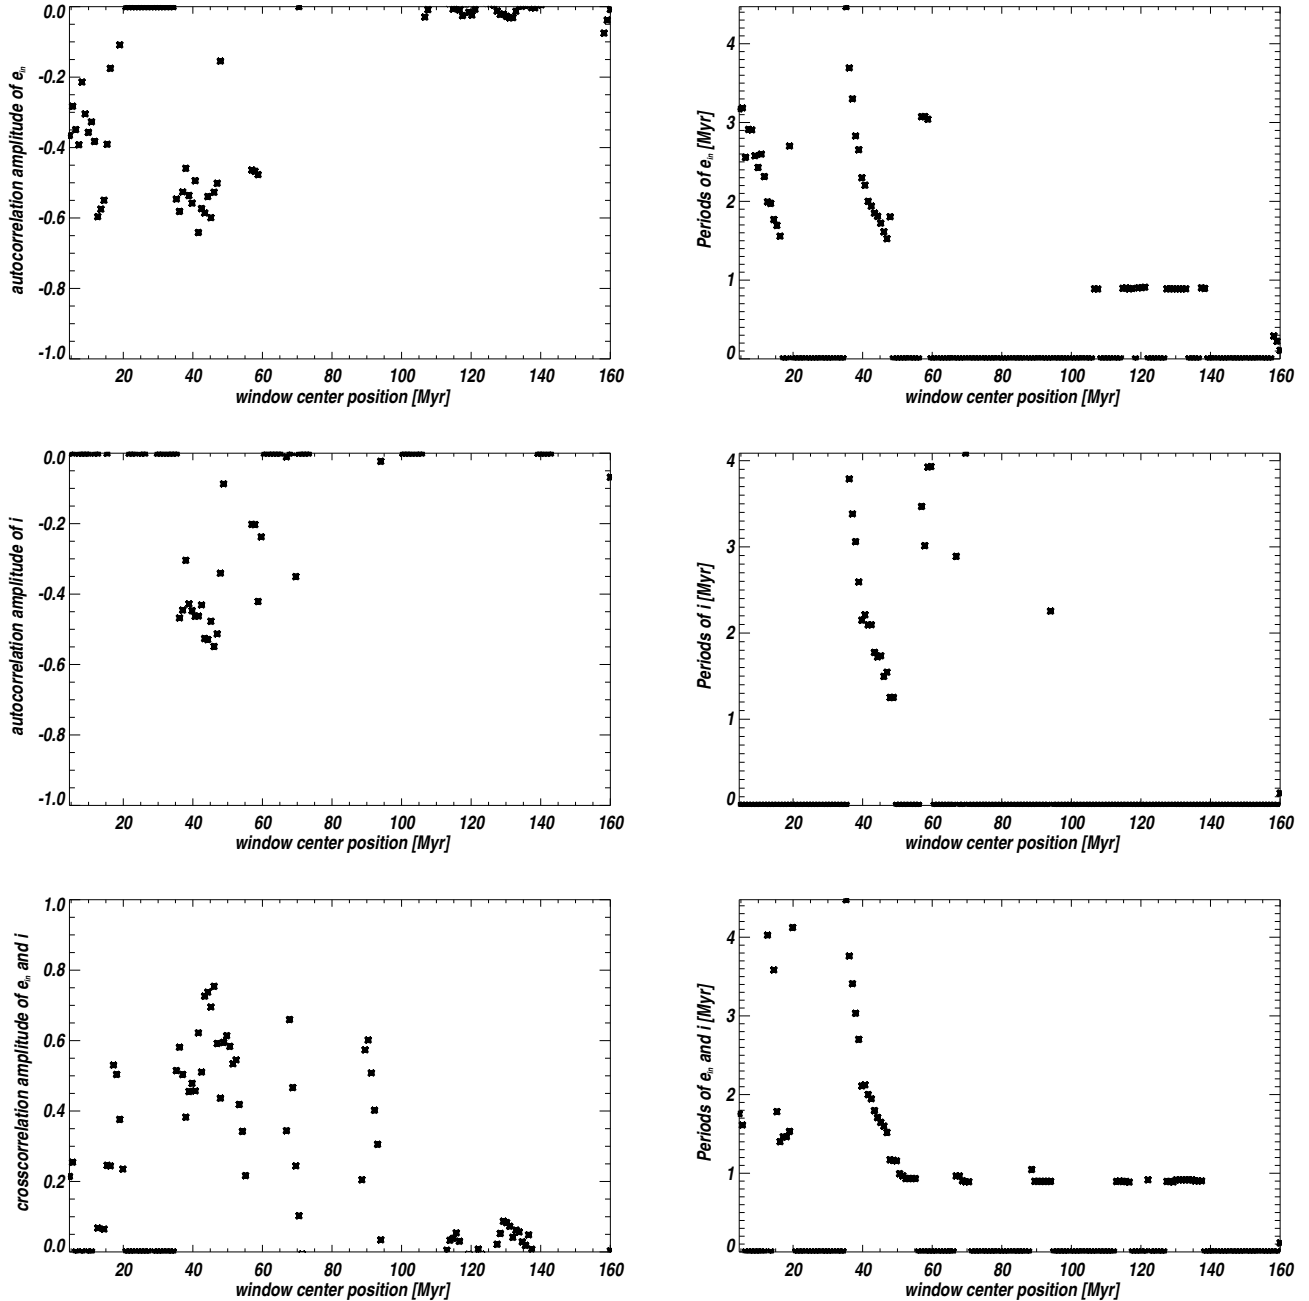 0.0
-0.2
-0.4
-0.6
-0.8
-1.0
autocorrelation amplitude of e_in
20 40 60 80 100 120 140 160
window center position [Myr]
4
3
2
1
0
Periods of e_in [Myr]
20 40 60 80 100 120 140 160
window center position [Myr]
0.0
-0.2
-0.4
-0.6
-0.8
-1.0
autocorrelation amplitude of i
20 40 60 80 100 120 140 160
window center position [Myr]
4
3
2
1
0
Periods of i [Myr]
20 40 60 80 100 120 140 160
window center position [Myr]
1.0
0.8
0.6
0.4
0.2
0.0
crosscorrelation amplitude of e_in and i
20 40 60 80 100 120 140 160
window center position [Myr]
4
3
2
1
0
Periods of e_in and i [Myr]
20 40 60 80 100 120 140 160
window center position [Myr]